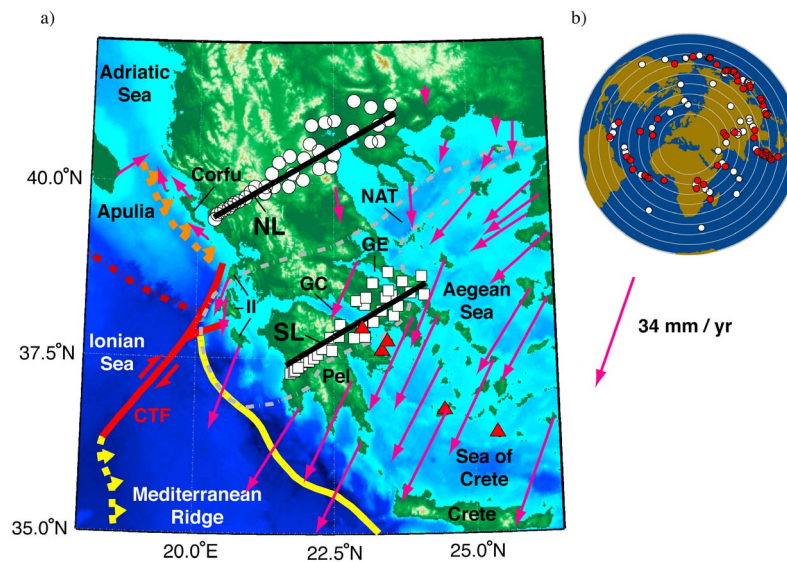 a)
b)
Adriatic
Sea
Corfu
40.0°N
Apulia
NL
NAT
GE
GC
II
Aegean
Sea
34 mm / yr
Ionian
Sea
SL
37.5°N
Pel
CTF
Sea of
Crete
Mediterranean
Ridge
Crete
35.0°N
20.0°E
22.5°E
25.0°N